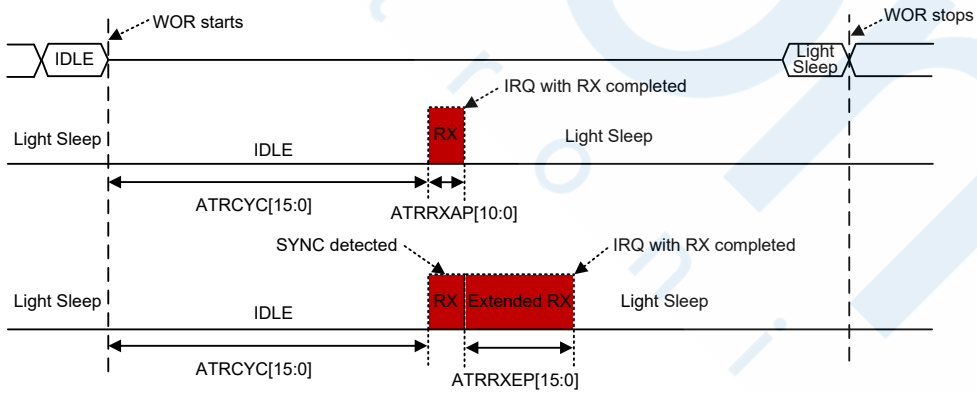 WOR starts
WOR stops
IDLE
Light
Sleep
IRQ with RX completed
Light Sleep
IDLE
RX
Light Sleep
ATRCYC[15:0]
ATRRXAP[10:0]
SYNC detected
IRQ with RX completed
Light Sleep
IDLE
RX
Extended RX
Light Sleep
ATRCYC[15:0]
ATRRXEP[15:0]